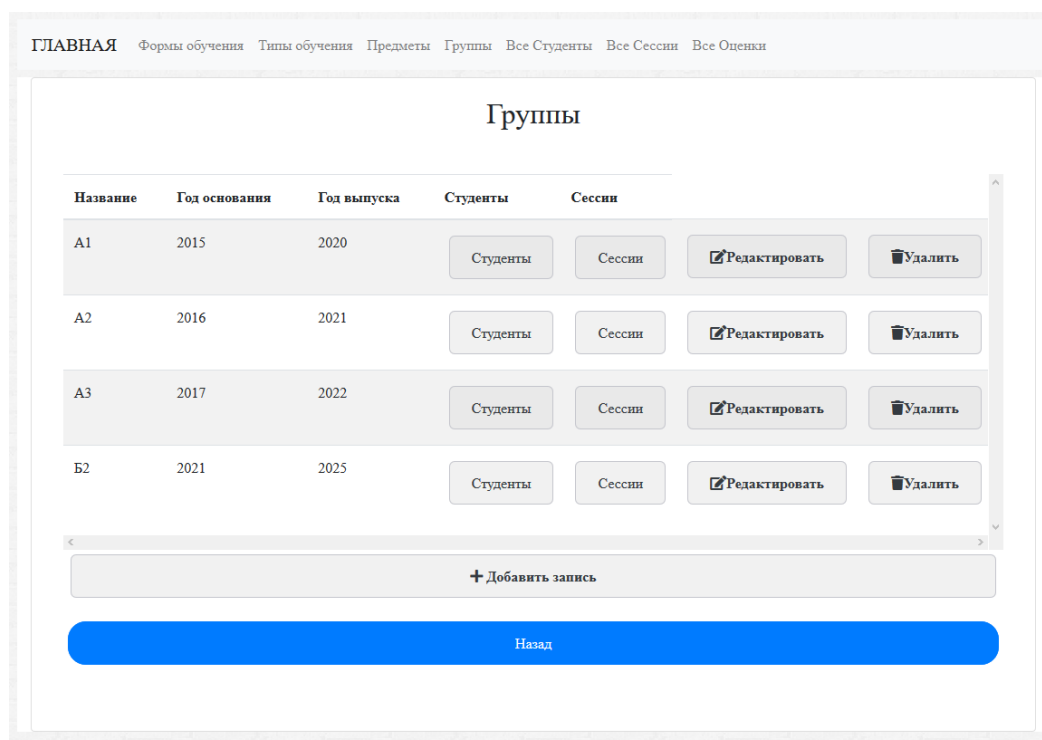 ГЛАВНАЯ Формы обучения Типы обучения Предметы Группы Все Студенты Все Сессии Все Оценки
Группы
Название Год основания Год выпуска Студенты Сессии
А1 2015 2020 Студенты Сессии Редактировать Удалить
А2 2016 2021 Студенты Сессии Редактировать Удалить
А3 2017 2022 Студенты Сессии Редактировать Удалить
Б2 2021 2025 Студенты Сессии Редактировать Удалить
Добавить запись
Назад